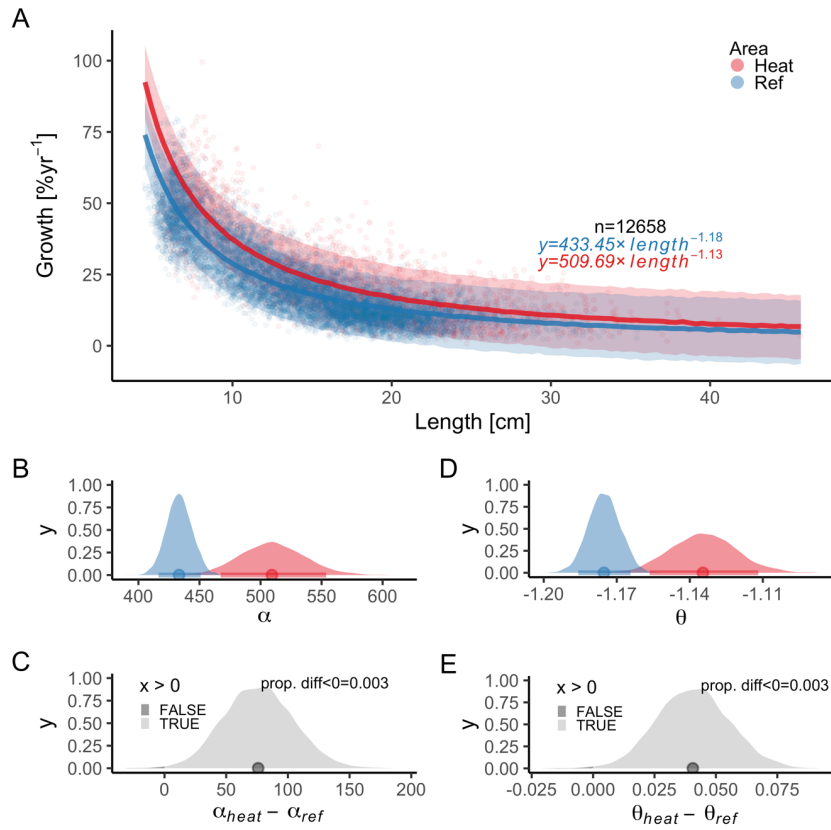 A
Growth [%yr⁻¹]
100
75
50
25
0
Area
Heat
Ref
n=12658
y=433.45× length⁻¹·¹⁸
y=509.69× length⁻¹·¹³
10
20
30
40
Length [cm]
B
y
1.00
0.75
0.50
0.25
0.00
400
450
500
550
600
α
D
y
1.00
0.75
0.50
0.25
0.00
-1.20
-1.17
-1.14
-1.11
θ
C
y
1.00
0.75
0.50
0.25
0.00
x > 0
FALSE
TRUE
prop. diff<0=0.003
0
50
100
150
200
αheat − αref
E
y
1.00
0.75
0.50
0.25
0.00
x > 0
FALSE
TRUE
prop. diff<0=0.003
-0.025
0.000
0.025
0.050
0.075
θheat − θref